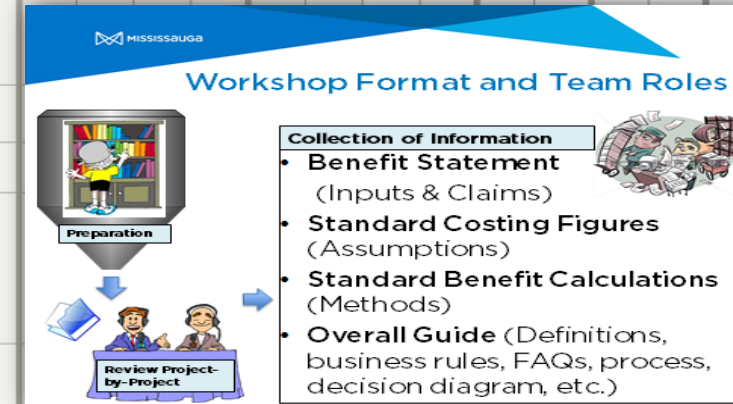 MISSISSAUGA
Workshop Format and Team Roles
Preparation
Review Project-
by-Project
Collection of Information
• Benefit Statement
(Inputs & Claims)
• Standard Costing Figures
(Assumptions)
• Standard Benefit Calculations
(Methods)
• Overall Guide (Definitions,
business rules, FAQs, process,
decision diagram, etc.)